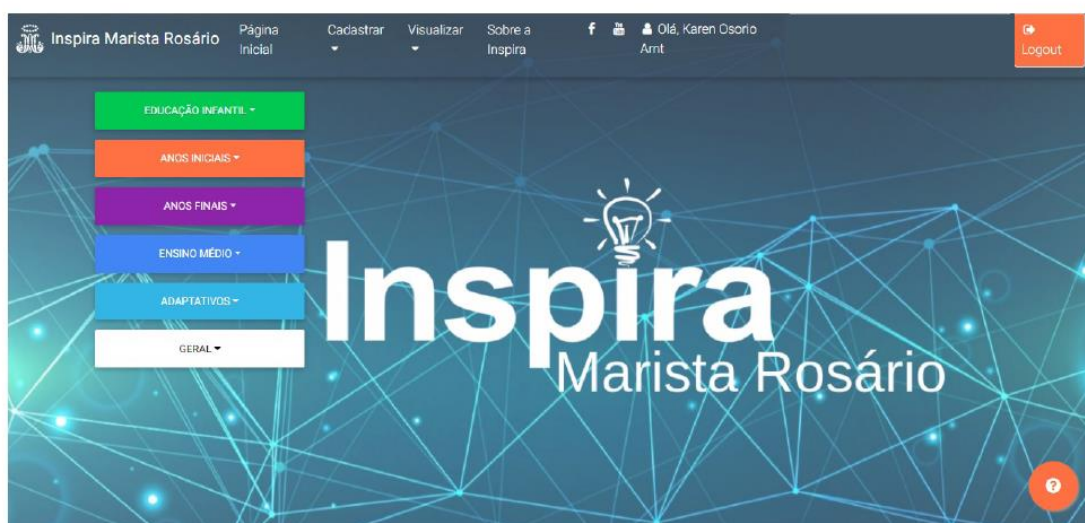 Inspira Marista Rosário
Página
Inicial
Cadastrar
Visualizar
Sobre a
Inspira
Olá, Karen Osorio
Arnt
Logout
EDUCAÇÃO INFANTIL
ANOS INICIAIS
ANOS FINAIS
ENSINO MÉDIO
ADAPTATIVOS
GERAL
Inspira
Marista Rosário
?